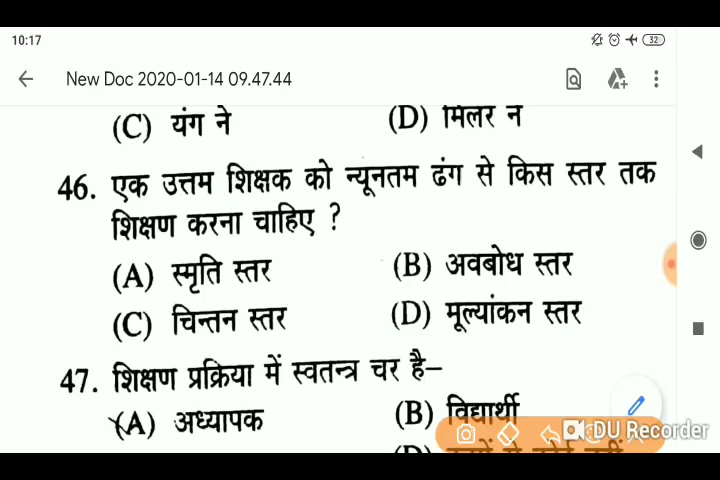 10:17
32
New Doc 2020-01-14 09.47.44
(C) यंग ने (D) मिलर ने
46. एक उत्तम शिक्षक को न्यूनतम ढंग से किस स्तर तक
शिक्षण करना चाहिए ?
(A) स्मृति स्तर (B) अवबोध स्तर
(C) चिन्तन स्तर (D) मूल्यांकन स्तर
47. शिक्षण प्रक्रिया में स्वतन्त्र चर है–
(A) अध्यापक (B) विद्यार्थी
DU Recorder